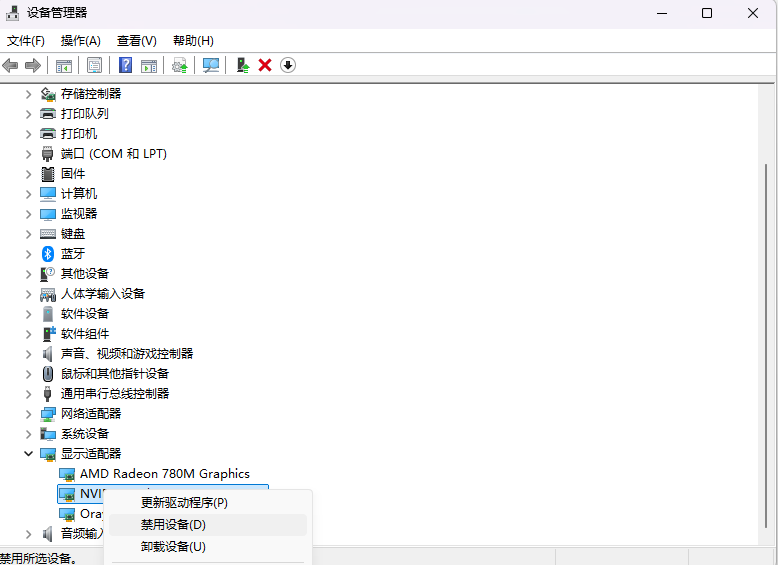 设备管理器
文件(F) 操作(A) 查看(V) 帮助(H)
存储控制器
打印队列
打印机
端口 (COM 和 LPT)
固件
计算机
监视器
键盘
蓝牙
其他设备
人体学输入设备
软件设备
软件组件
声音、视频和游戏控制器
鼠标和其他指针设备
通用串行总线控制器
网络适配器
系统设备
显示适配器
AMD Radeon 780M Graphics
更新驱动程序(P)
禁用设备(D)
音频输入
卸载设备(U)
禁用所选设备。